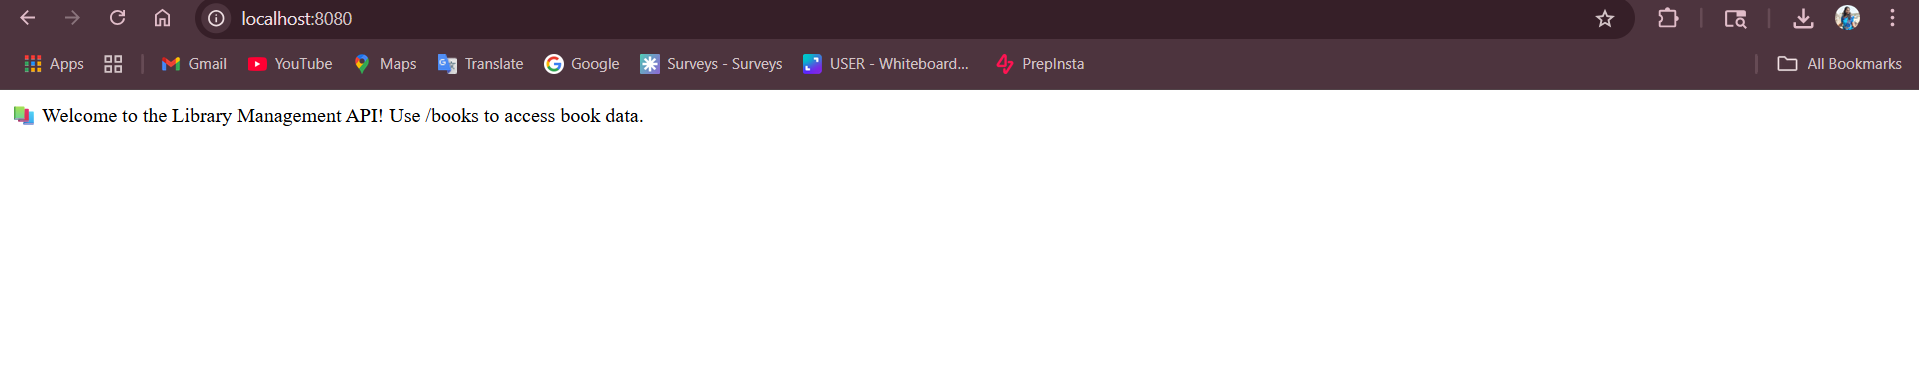 localhost:8080
Apps Gmail YouTube Maps Translate Google Surveys - Surveys USER - Whiteboard... PrepInsta All Bookmarks
📚 Welcome to the Library Management API! Use /books to access book data.